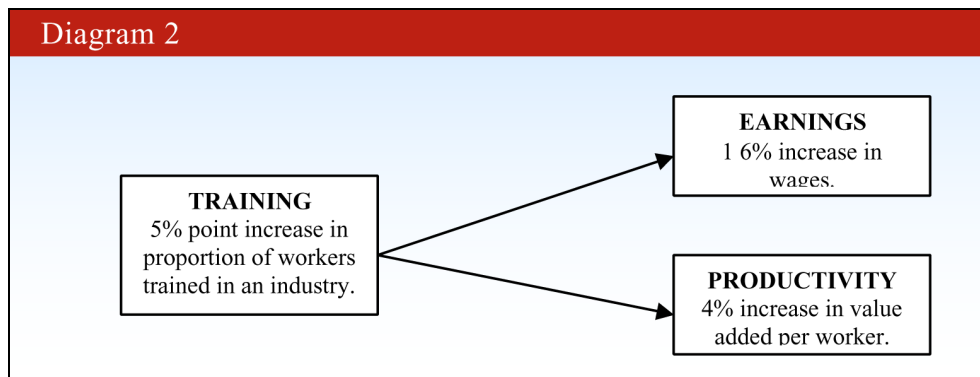 Diagram 2
EARNINGS
1 6% increase in
wages.
TRAINING
5% point increase in
proportion of workers
trained in an industry.
PRODUCTIVITY
4% increase in value
added per worker.